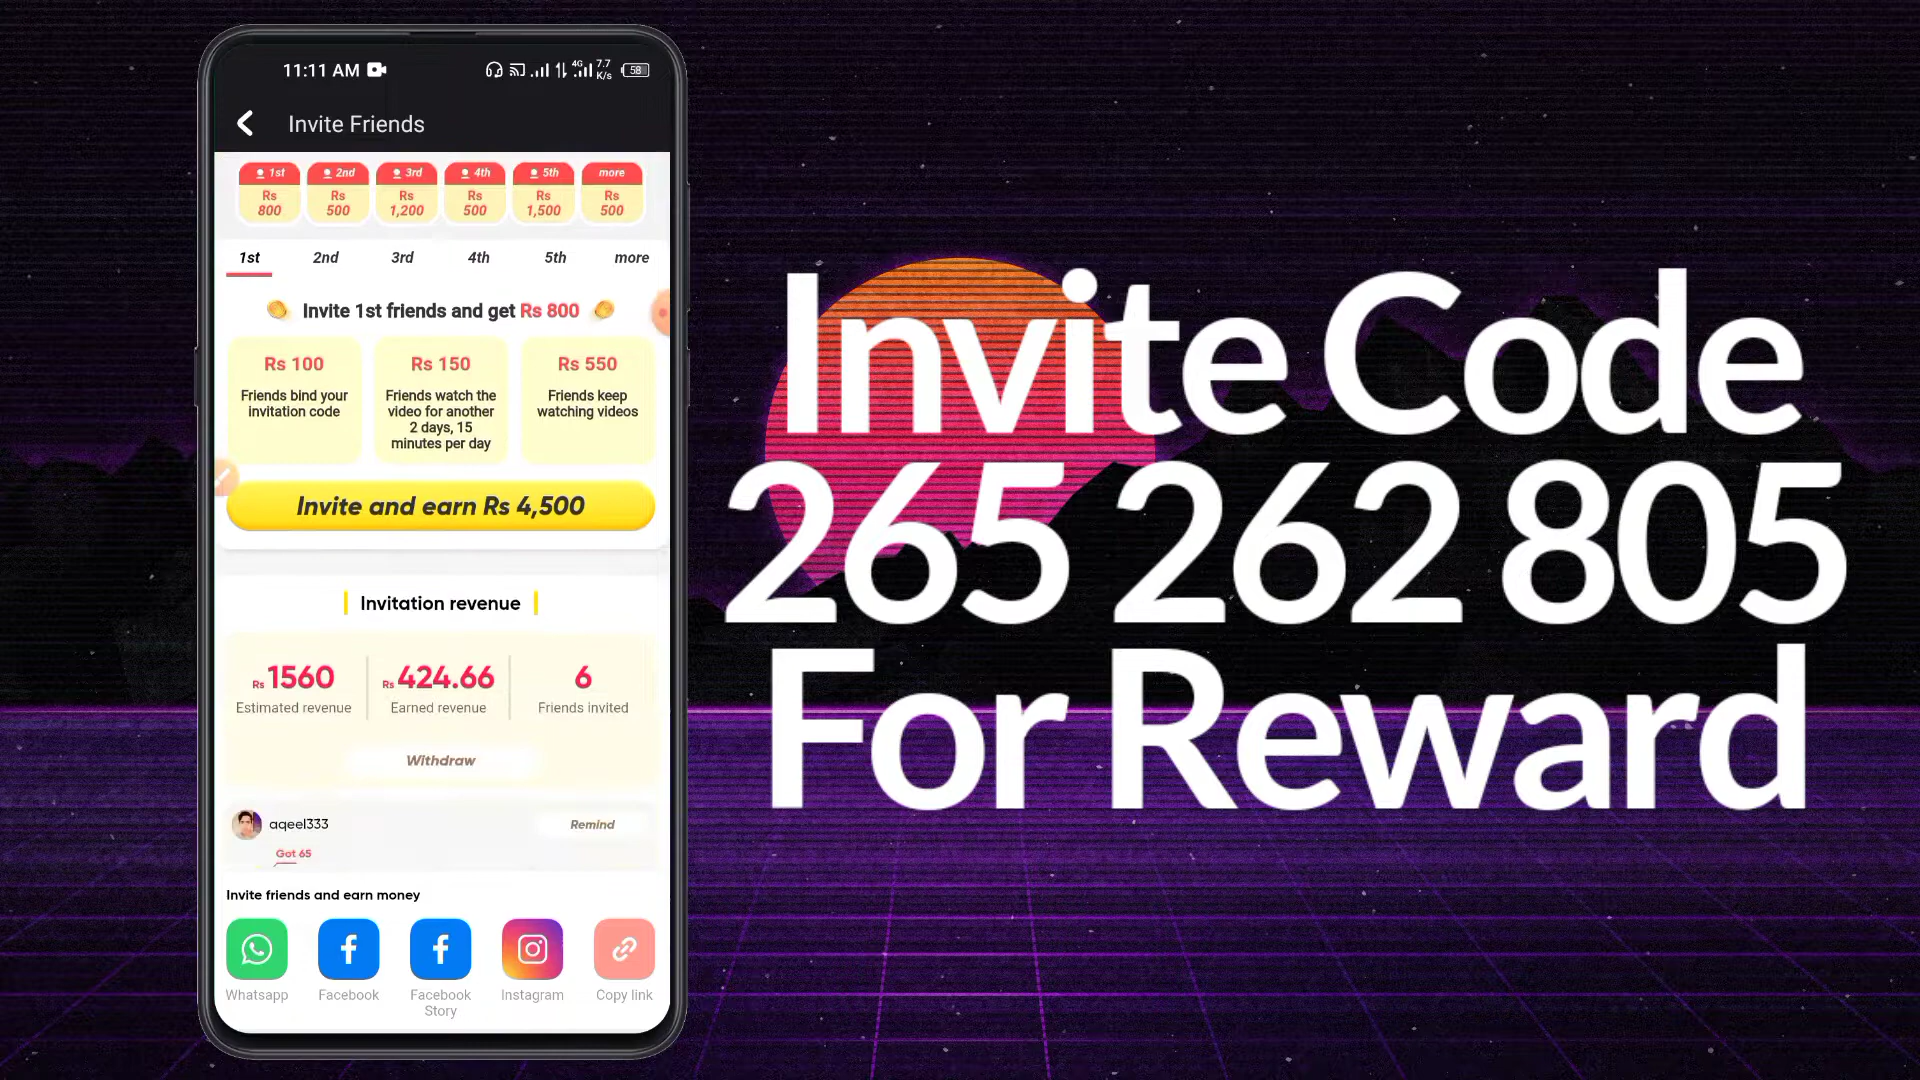 11:11 AM
4G 7.7 K/s 58
Invite Friends
1st 2nd 3rd 4th 5th more
Rs Rs Rs Rs Rs Rs
800 500 1,200 500 1,500 500
1st 2nd 3rd 4th 5th more
Invite 1st friends and get Rs 800
Rs 100
Friends bind your
invitation code
Rs 150
Friends watch the
video for another
2 days, 15
minutes per day
Rs 550
Friends keep
watching videos
Invite and earn Rs 4,500
Invitation revenue
Rs 1560 Rs 424.66 6
Estimated revenue Earned revenue Friends invited
Withdraw
aqeel333 Remind
Got 65
Invite friends and earn money
Whatsapp Facebook Facebook Instagram Copy link
Story
Invite Code
265 262 805
For Reward